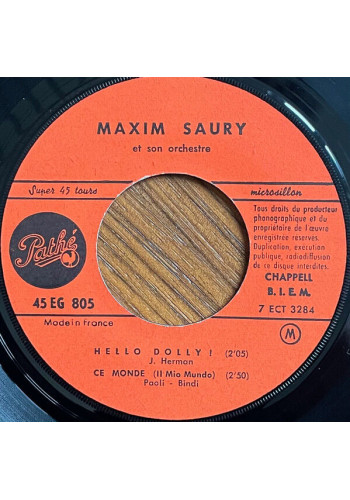 MAXIM SAURY
et son orchestre
Super 45 tours
microsillon
Pathé
Tous droits du producteur
phonographique et du
propriétaire de l'œuvre
enregistrée réservés.
Duplication, exécution
publique, radiodiffusion
de ce disque interdites.
CHAPPELL
B. I. E. M.
45 EG 805
7 ECT 3284
Made in France
M
HELLO DOLLY ! (2'05)
J. Herman
CE MONDE (Il Mio Mundo) (2'50)
Paoli - Bindi